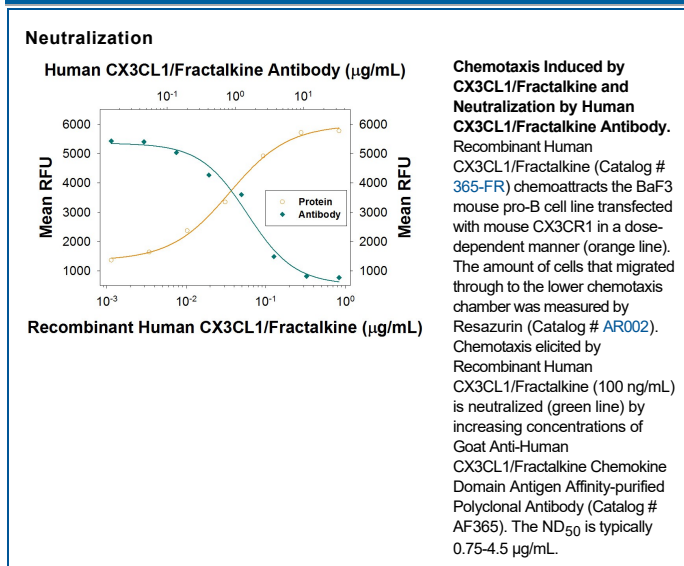 Neutralization
Human CX3CL1/Fractalkine Antibody (µg/mL)
10-1 100 101
6000 6000
5000 5000
4000 4000
3000 3000
2000 2000
1000 1000
Mean RFU
Mean RFU
Protein
Antibody
10-3 10-2 10-1 100
Recombinant Human CX3CL1/Fractalkine (µg/mL)
Chemotaxis Induced by
CX3CL1/Fractalkine and
Neutralization by Human
CX3CL1/Fractalkine Antibody.
Recombinant Human
CX3CL1/Fractalkine (Catalog #
365-FR) chemoattracts the BaF3
mouse pro-B cell line transfected
with mouse CX3CR1 in a dose-
dependent manner (orange line).
The amount of cells that migrated
through to the lower chemotaxis
chamber was measured by
Resazurin (Catalog # AR002).
Chemotaxis elicited by
Recombinant Human
CX3CL1/Fractalkine (100 ng/mL)
is neutralized (green line) by
increasing concentrations of
Goat Anti-Human
CX3CL1/Fractalkine Chemokine
Domain Antigen Affinity-purified
Polyclonal Antibody (Catalog #
AF365). The ND50 is typically
0.75-4.5 µg/mL.